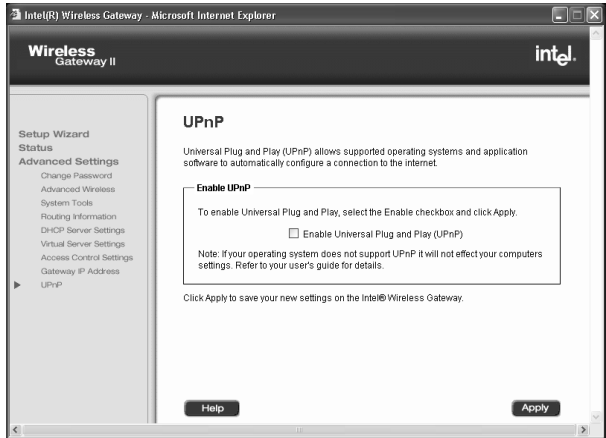 Intel(R) Wireless Gateway - Microsoft Internet Explorer
Wireless
Gateway II
intel.
Setup Wizard
Status
Advanced Settings
Change Password
Advanced Wireless
System Tools
Routing Information
DHCP Server Settings
Virtual Server Settings
Access Control Settings
Gateway IP Address
UPnP
UPnP
Universal Plug and Play (UPnP) allows supported operating systems and application
software to automatically configure a connection to the internet.
Enable UPnP
To enable Universal Plug and Play, select the Enable checkbox and click Apply.
Enable Universal Plug and Play (UPnP)
Note: If your operating system does not support UPnP it will not effect your computers
settings. Refer to your user's guide for details.
Click Apply to save your new settings on the Intel® Wireless Gateway.
Help
Apply